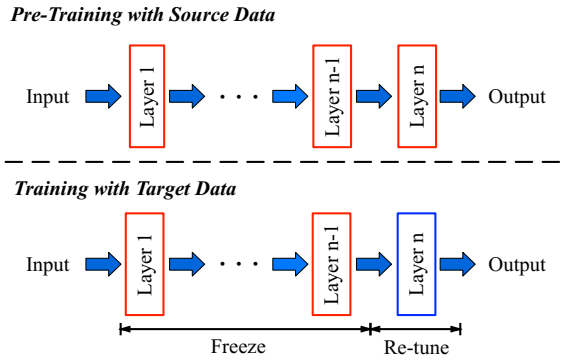 Pre-Training with Source Data
Input
Layer 1
. . .
Layer n-1
Layer n
Output
Training with Target Data
Input
Layer 1
. . .
Layer n-1
Layer n
Output
Freeze
Re-tune